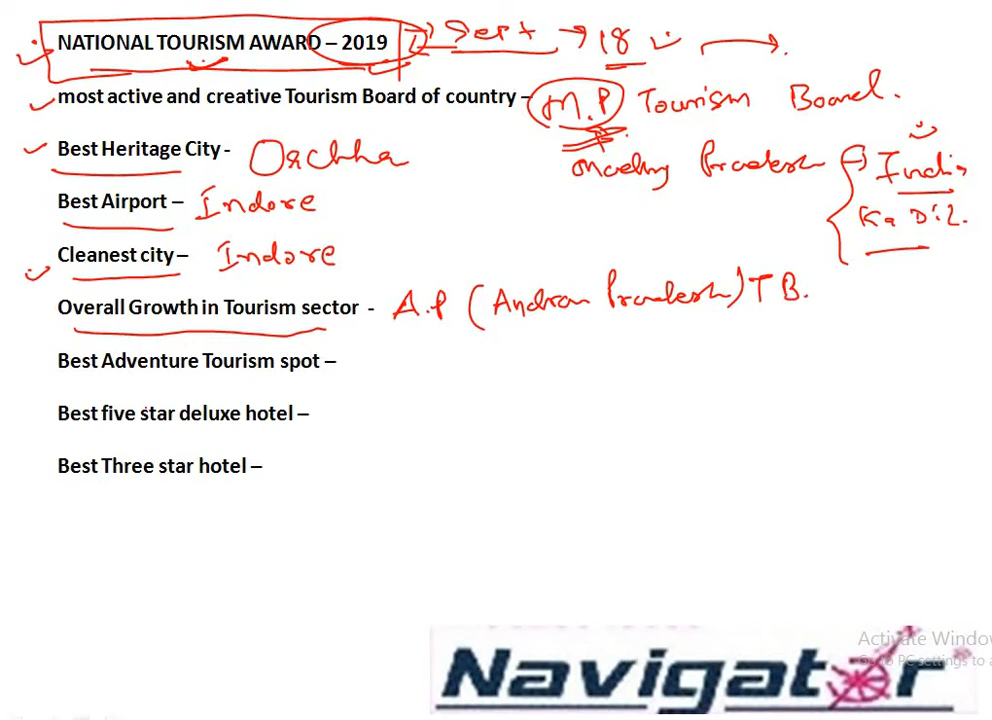 NATIONAL TOURISM AWARD – 2019 27 Sept → 18
most active and creative Tourism Board of country – M.P Tourism Board.
Pradesh India
Best Heritage City - Orchha
Best Airport – Indore
Ka Dil.
Cleanest city – Indore
Overall Growth in Tourism sector - A.P (Andhra Pradesh) T B.
Best Adventure Tourism spot –
Best five star deluxe hotel –
Best Three star hotel –
Activate Windo
Go to PC settings to a
Navigator